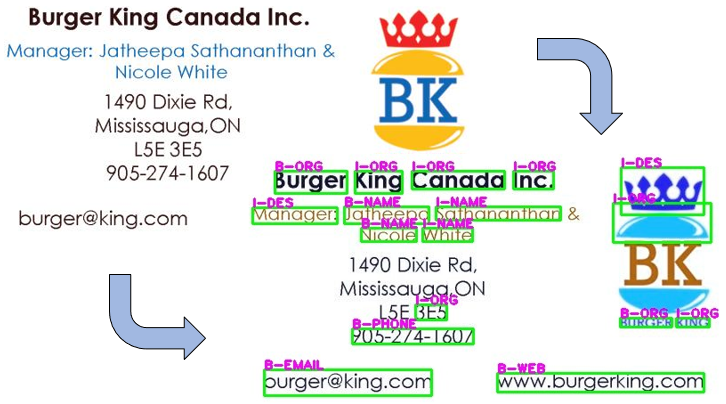 Burger King Canada Inc.
Manager: Jatheepa Sathananthan &
Nicole White
1490 Dixie Rd,
Mississauga,ON
L5E 3E5
905-274-1607
burger@king.com
BK
B-ORG I-ORG I-ORG I-ORG
Burger King Canada Inc.
I-DES B-NAME I-NAME
Manager: Jatheepa Sathananthan &
B-NAME I-NAME
Nicole White
1490 Dixie Rd,
Mississauga,ON
I-ORG
L5E 3E5
B-PHONE
905-274-1607
B-EMAIL
burger@king.com
I-DES
I-ORG
BK
B-ORG I-ORG
BURGER KING
B-WEB
www.burgerking.com